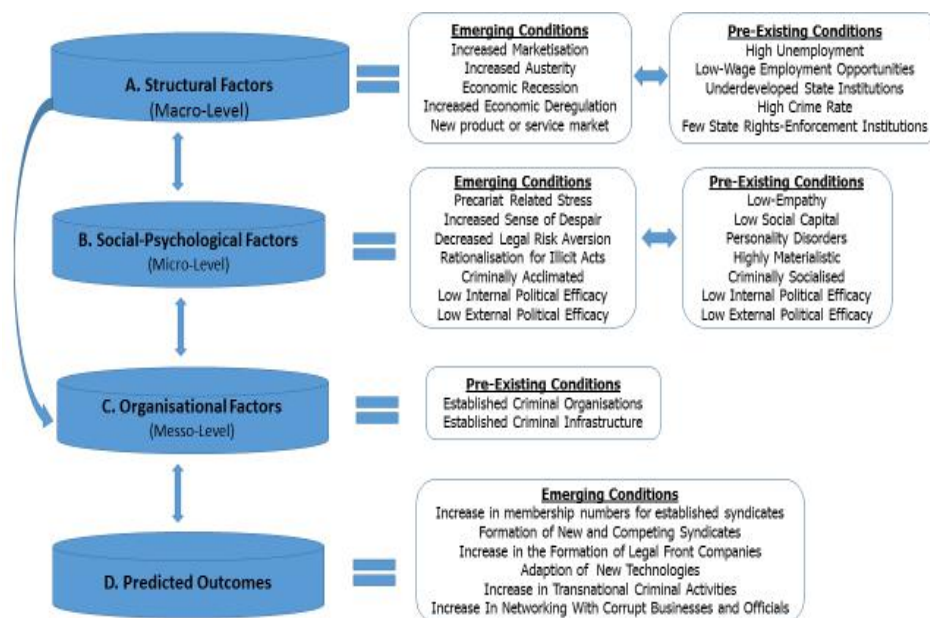 A. Structural Factors
(Macro-Level)
Emerging Conditions
Increased Marketisation
Increased Austerity
Economic Recession
Increased Economic Deregulation
New product or service market
Pre-Existing Conditions
High Unemployment
Low-Wage Employment Opportunities
Underdeveloped State Institutions
High Crime Rate
Few State Rights-Enforcement Institutions
B. Social-Psychological Factors
(Micro-Level)
Emerging Conditions
Precariat Related Stress
Increased Sense of Despair
Decreased Legal Risk Aversion
Rationalisation for Illicit Acts
Criminally Acclimated
Low Internal Political Efficacy
Low External Political Efficacy
Pre-Existing Conditions
Low-Empathy
Low Social Capital
Personality Disorders
Highly Materialistic
Criminally Socialised
Low Internal Political Efficacy
Low External Political Efficacy
C. Organisational Factors
(Messo-Level)
Pre-Existing Conditions
Established Criminal Organisations
Established Criminal Infrastructure
D. Predicted Outcomes
Emerging Conditions
Increase in membership numbers for established syndicates
Formation of New and Competing Syndicates
Increase in the Formation of Legal Front Companies
Adaption of New Technologies
Increase in Transnational Criminal Activities
Increase In Networking With Corrupt Businesses and Officials